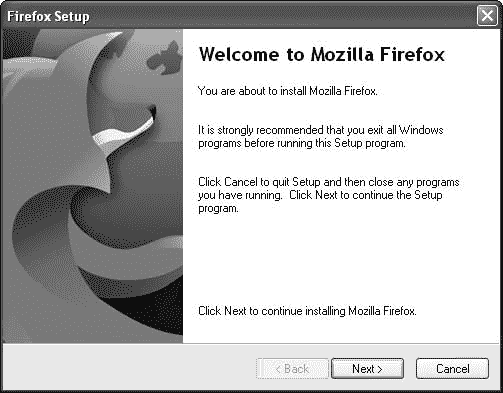 Firefox Setup
Welcome to Mozilla Firefox
You are about to install Mozilla Firefox.
It is strongly recommended that you exit all Windows
programs before running this Setup program.
Click Cancel to quit Setup and then close any programs
you have running.  Click Next to continue the Setup
program.
Click Next to continue installing Mozilla Firefox.
< Back
Next >
Cancel